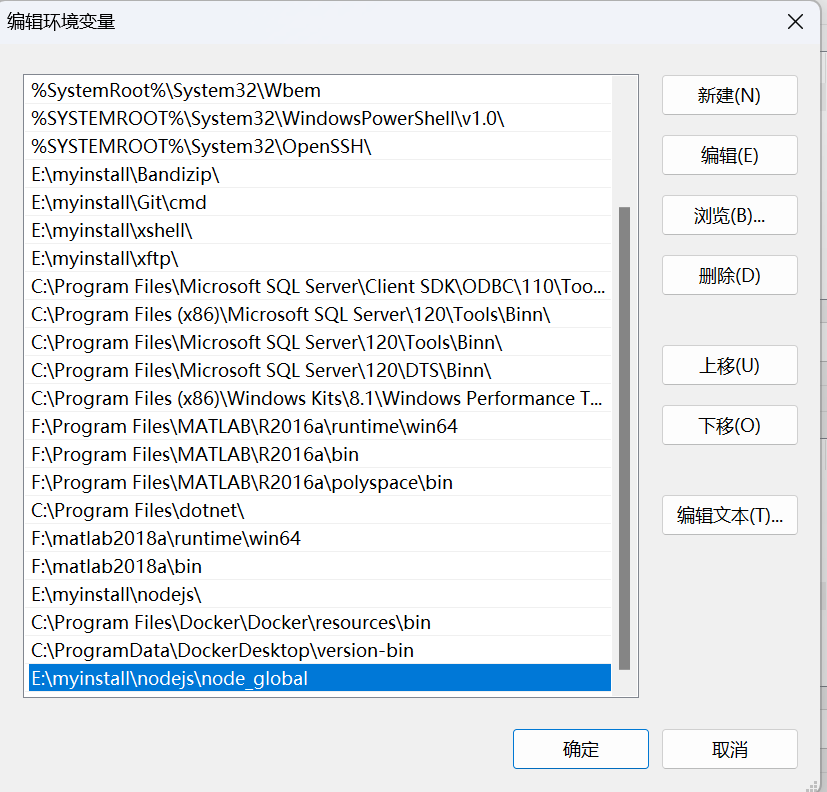 编辑环境变量
%SystemRoot%\System32\Wbem
%SYSTEMROOT%\System32\WindowsPowerShell\v1.0\
%SYSTEMROOT%\System32\OpenSSH\
E:\myinstall\Bandizip\
E:\myinstall\Git\cmd
E:\myinstall\xshell\
E:\myinstall\xftp\
C:\Program Files\Microsoft SQL Server\Client SDK\ODBC\110\Too...
C:\Program Files (x86)\Microsoft SQL Server\120\Tools\Binn\
C:\Program Files\Microsoft SQL Server\120\Tools\Binn\
C:\Program Files\Microsoft SQL Server\120\DTS\Binn\
C:\Program Files (x86)\Windows Kits\8.1\Windows Performance T...
F:\Program Files\MATLAB\R2016a\runtime\win64
F:\Program Files\MATLAB\R2016a\bin
F:\Program Files\MATLAB\R2016a\polyspace\bin
C:\Program Files\dotnet\
F:\matlab2018a\runtime\win64
F:\matlab2018a\bin
E:\myinstall\nodejs\
C:\Program Files\Docker\Docker\resources\bin
C:\ProgramData\DockerDesktop\version-bin
E:\myinstall\nodejs\node_global
新建(N)
编辑(E)
浏览(B)...
删除(D)
上移(U)
下移(O)
编辑文本(T)...
确定
取消